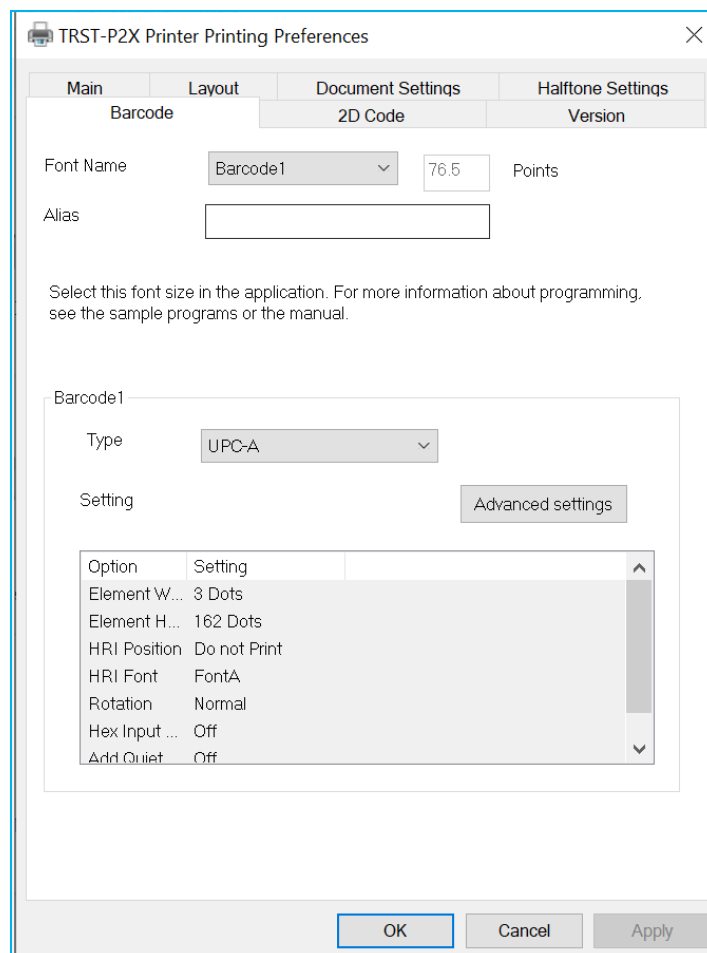 TRST-P2X Printer Printing Preferences
Main Layout Document Settings Halftone Settings
Barcode 2D Code Version
Font Name Barcode1 76.5 Points
Alias
Select this font size in the application. For more information about programming,
see the sample programs or the manual.
Barcode1
Type UPC-A
Setting Advanced settings
Option Setting
Element W... 3 Dots
Element H... 162 Dots
HRI Position Do not Print
HRI Font FontA
Rotation Normal
Hex Input ... Off
Add Quiet Off
OK Cancel Apply